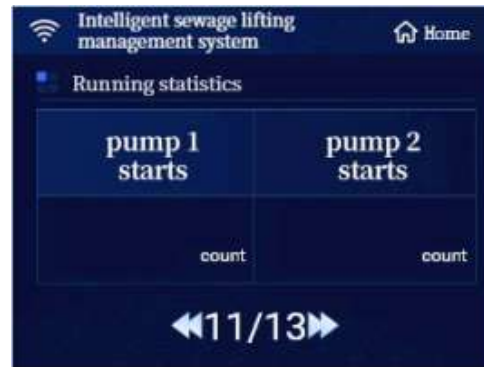 Intelligent sewage lifting
management system
Home
Running statistics
pump 1
starts
pump 2
starts
count
count
11/13